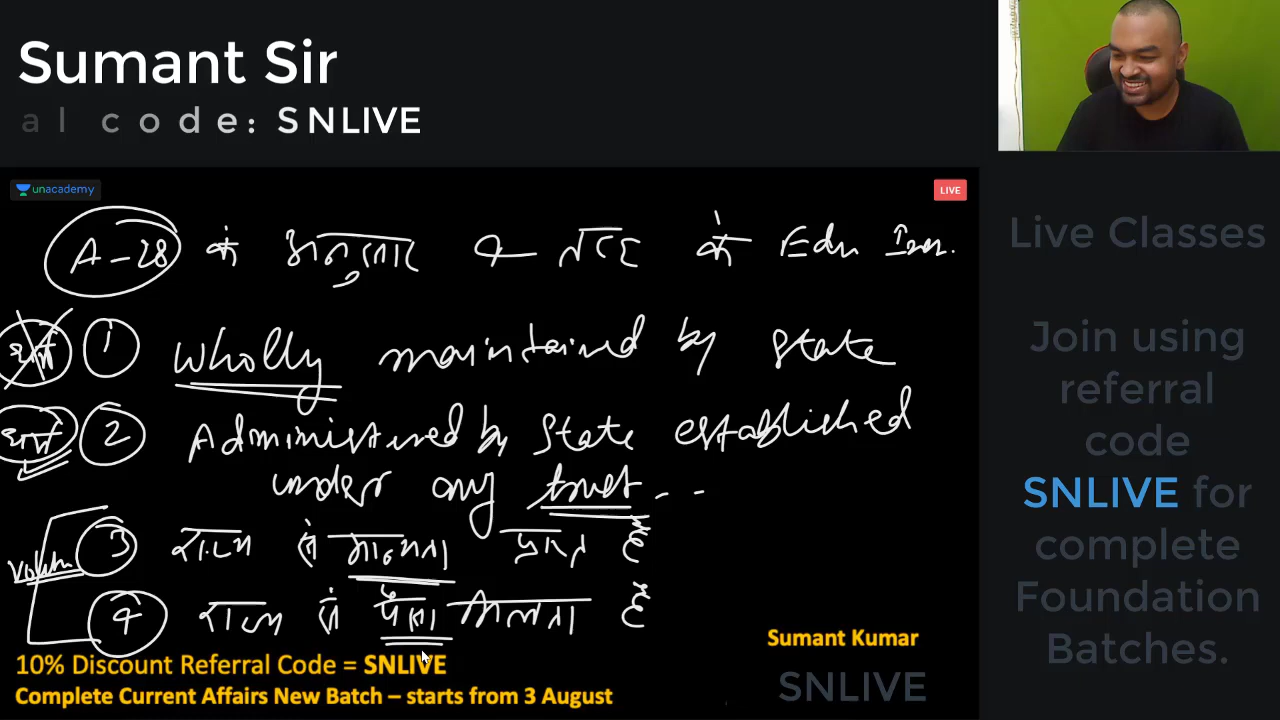 Sumant Sir
al code: SNLIVE
unacademy
LIVE
A-28 के अनुसार 4 तरह के Edu Ins.
शर्त 1 Wholly maintained by State
शर्त 2 Administered by State established
under any trust - -
3 राज्य से मान्यता प्राप्त है
4 राज्य से पैसा मिलता है
Sumant Kumar
10% Discount Referral Code = SNLIVE
SNLIVE
Complete Current Affairs New Batch – starts from 3 August
Live Classes
Join using
referral
code
SNLIVE for
complete
Foundation
Batches.